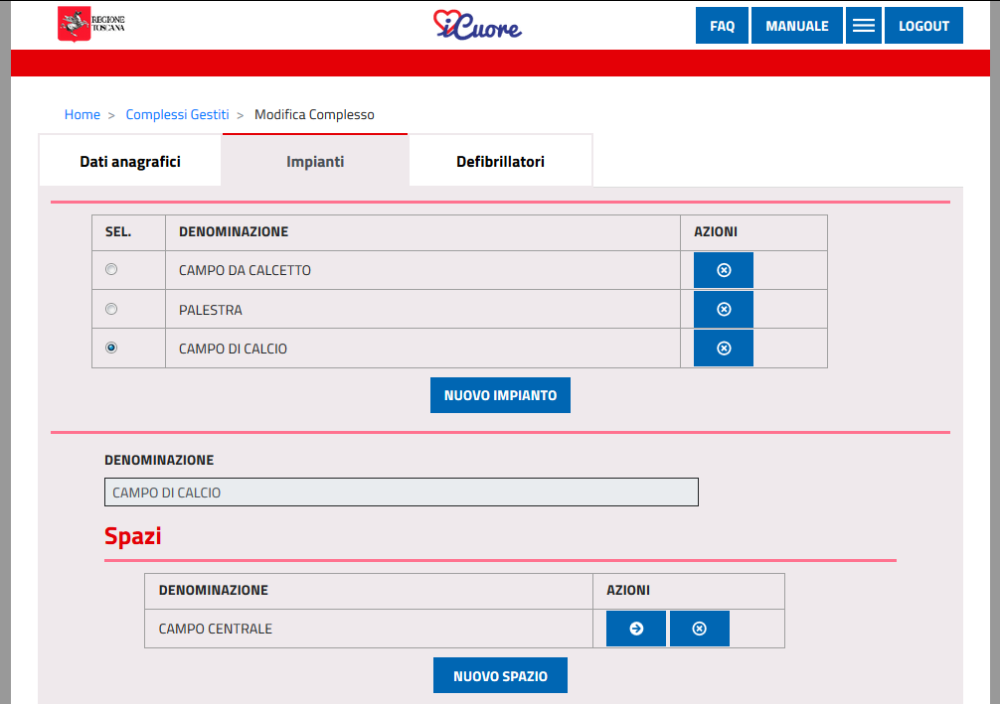 REGIONE
TOSCANA
iCuore
FAQ
MANUALE
LOGOUT
Home > Complessi Gestiti > Modifica Complesso
Dati anagrafici
Impianti
Defibrillatori
SEL. DENOMINAZIONE AZIONI
CAMPO DA CALCETTO
PALESTRA
CAMPO DI CALCIO
NUOVO IMPIANTO
DENOMINAZIONE
CAMPO DI CALCIO
Spazi
DENOMINAZIONE AZIONI
CAMPO CENTRALE
NUOVO SPAZIO